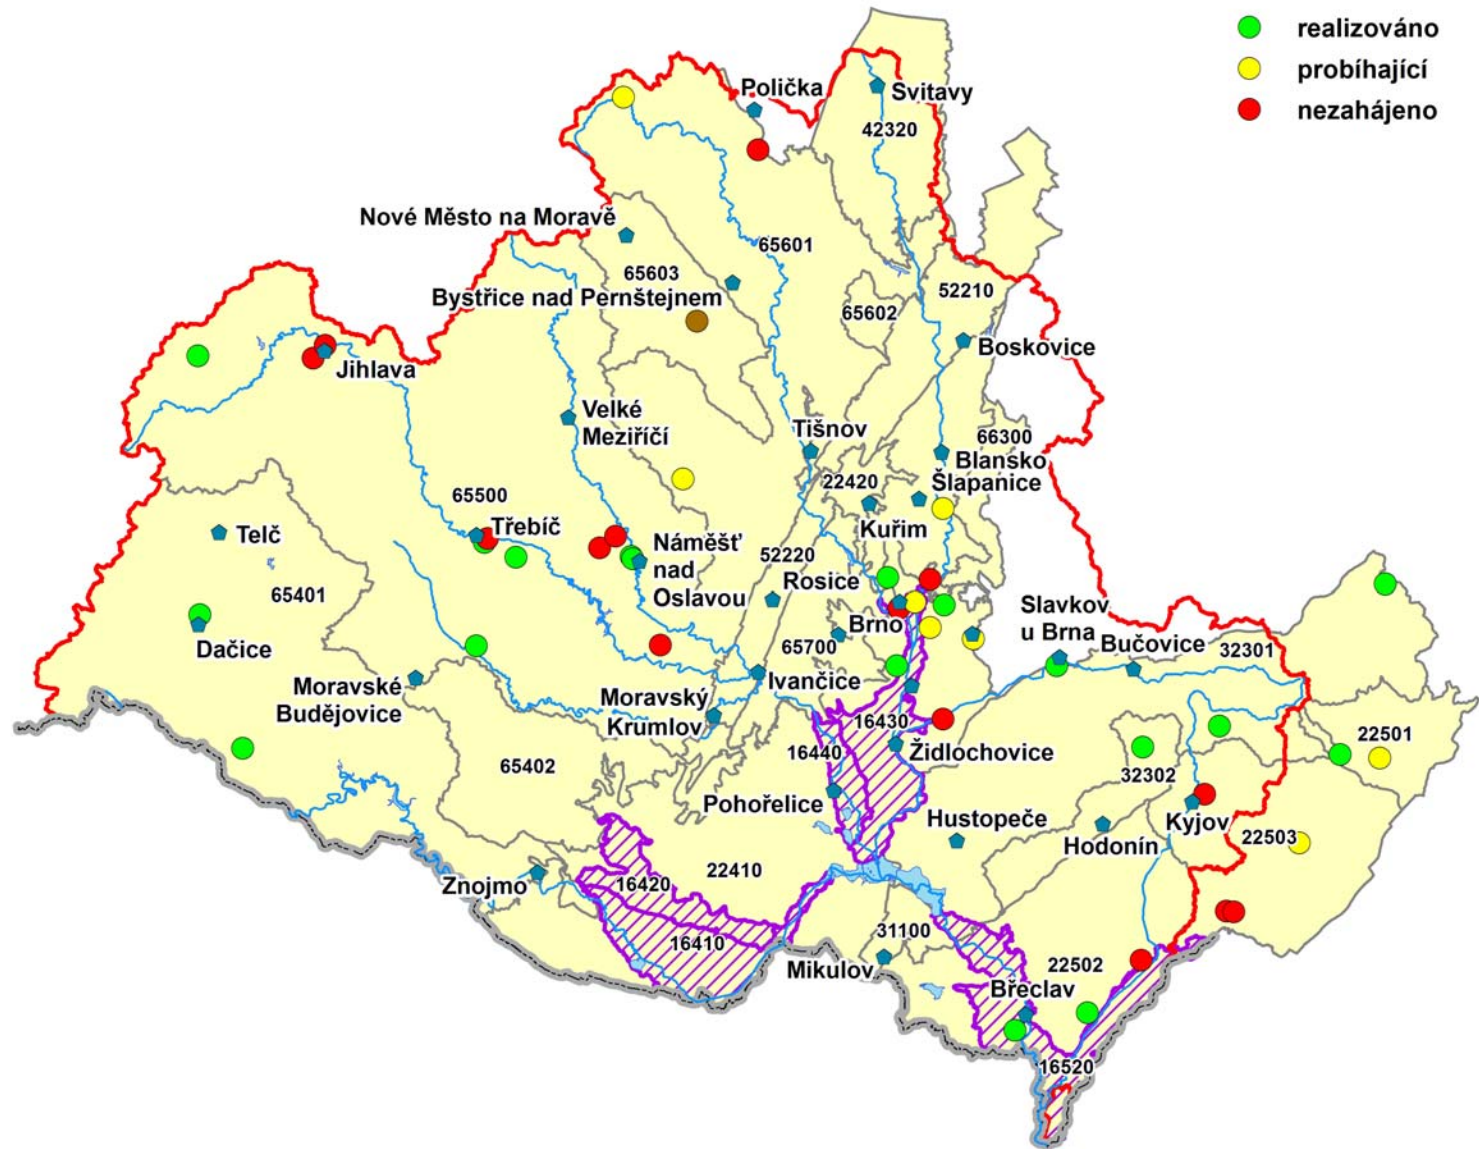 realizováno
probíhající
nezahájeno
Polička
Svitavy
42320
Nové Město na Moravě
65601
65603
Bystřice nad Pernštejnem
52210
65602
Boskovice
Jihlava
Velké
Meziříčí
Tišnov
66300
Blansko
Šlapanice
22420
Kuřim
65500
Třebíč
Telč
Náměšť
nad
Oslavou
52220
Rosice
65401
Brno
Slavkov
u Brna
Bučovice
32301
Dačice
65700
Ivančice
Moravské
Budějovice
Moravský
Krumlov
16430
16440
Židlochovice
22501
65402
32302
Pohořelice
Hustopeče
Kyjov
Hodonín
22503
Znojmo
16420
22410
16410
31100
Mikulov
22502
Břeclav
16520